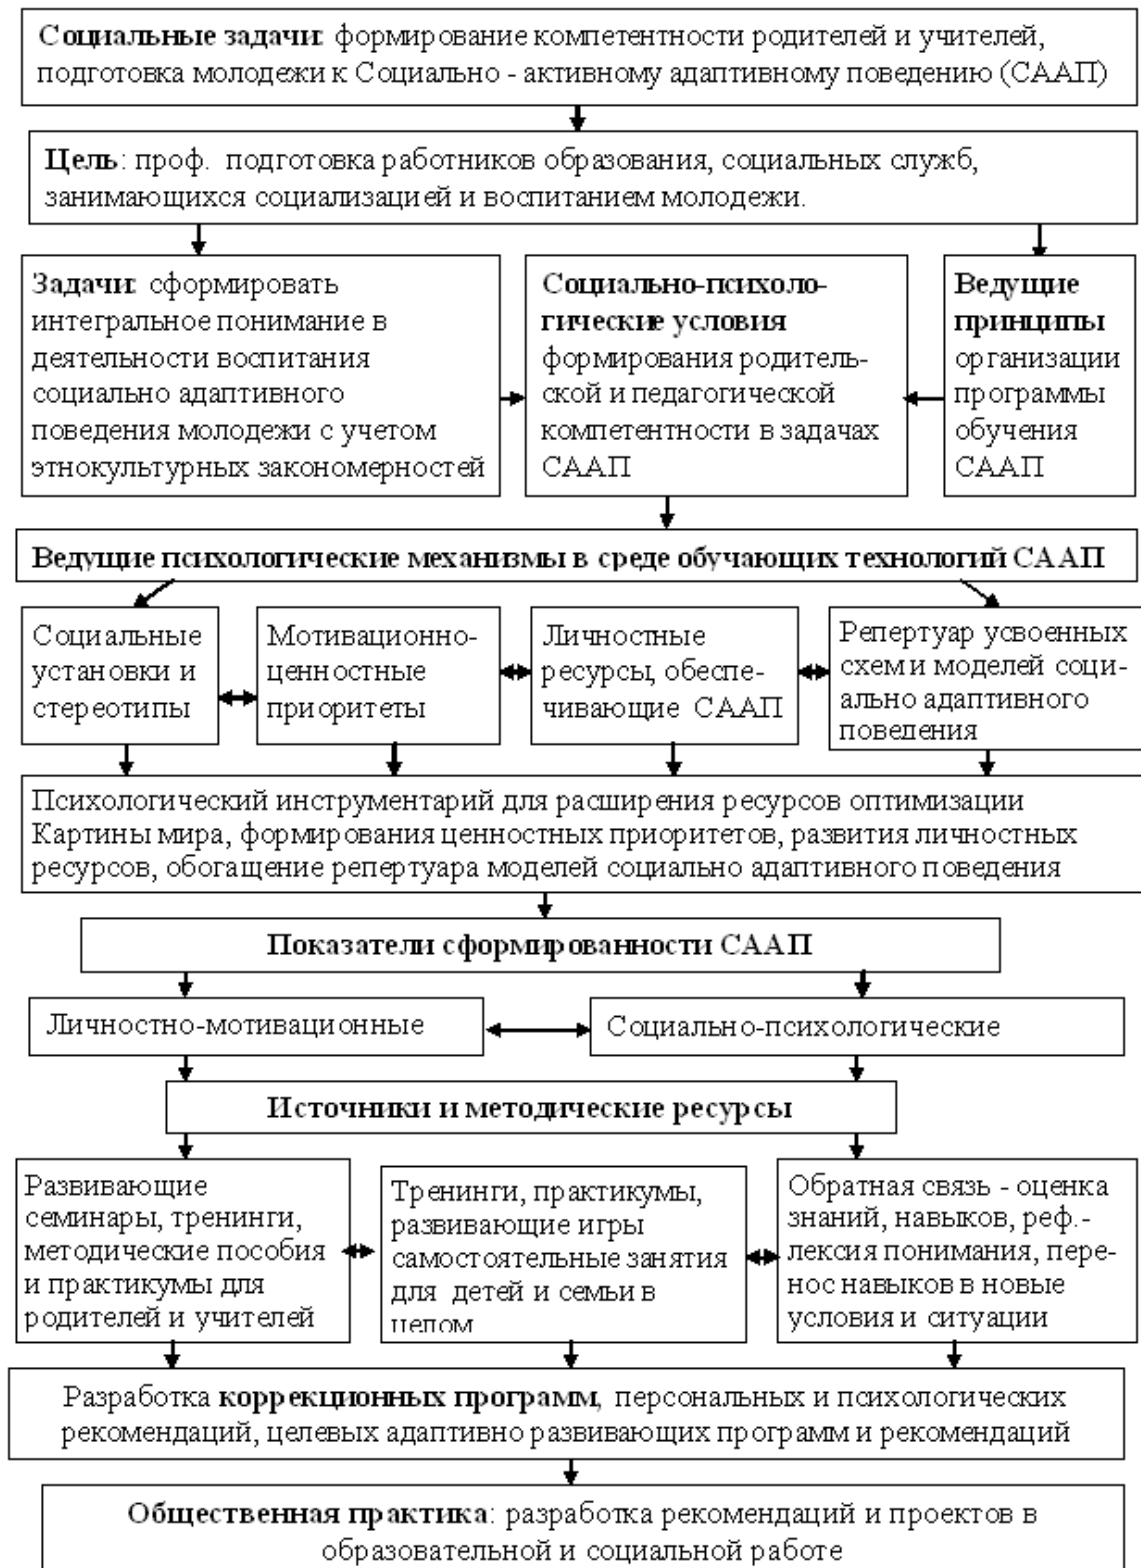 Социальные задачи: формирование компетентности родителей и учителей,
подготовка молодежи к Социально - активному адаптивному поведению (СААП)
Цель: проф. подготовка работников образования, социальных служб,
занимающихся социализацией и воспитанием молодежи.
Задачи: сформировать
интегральное понимание в
деятельности воспитания
социально адаптивного
поведения молодежи с учетом
этнокультурных закономерностей
Социально-психоло-
гические условия
формирования родитель-
ской и педагогической
компетентности в задачах
СААП
Ведущие
принципы
организации
программы
обучения
СААП
Ведущие психологические механизмы в среде обучающих технологий СААП
Социальные
установки и
стереотипы
Мотивационно-
ценностные
приоритеты
Личностные
ресурсы, обеспе-
чивающие СААП
Репертуар усвоенных
схем и моделей соци-
ально адаптивного
поведения
Психологический инструментарий для расширения ресурсов оптимизации
Картины мира, формирования ценностных приоритетов, развития личностных
ресурсов, обогащение репертуара моделей социально адаптивного поведения
Показатели сформированности СААП
Личностно-мотивационные
Социально-психологические
Источники и методические ресурсы
Развивающие
семинары, тренинги,
методические пособия
и практикумы для
родителей и учителей
Тренинги, практикумы,
развивающие игры
самостоятельные занятия
для детей и семьи в
целом
Обратная связь - оценка
знаний, навыков, реф.-
лексия понимания, пере-
нос навыков в новые
условия и ситуации
Разработка коррекционных программ, персональных и психологических
рекомендаций, целевых адаптивно развивающих программ и рекомендаций
Общественная практика: разработка рекомендаций и проектов в
образовательной и социальной работе